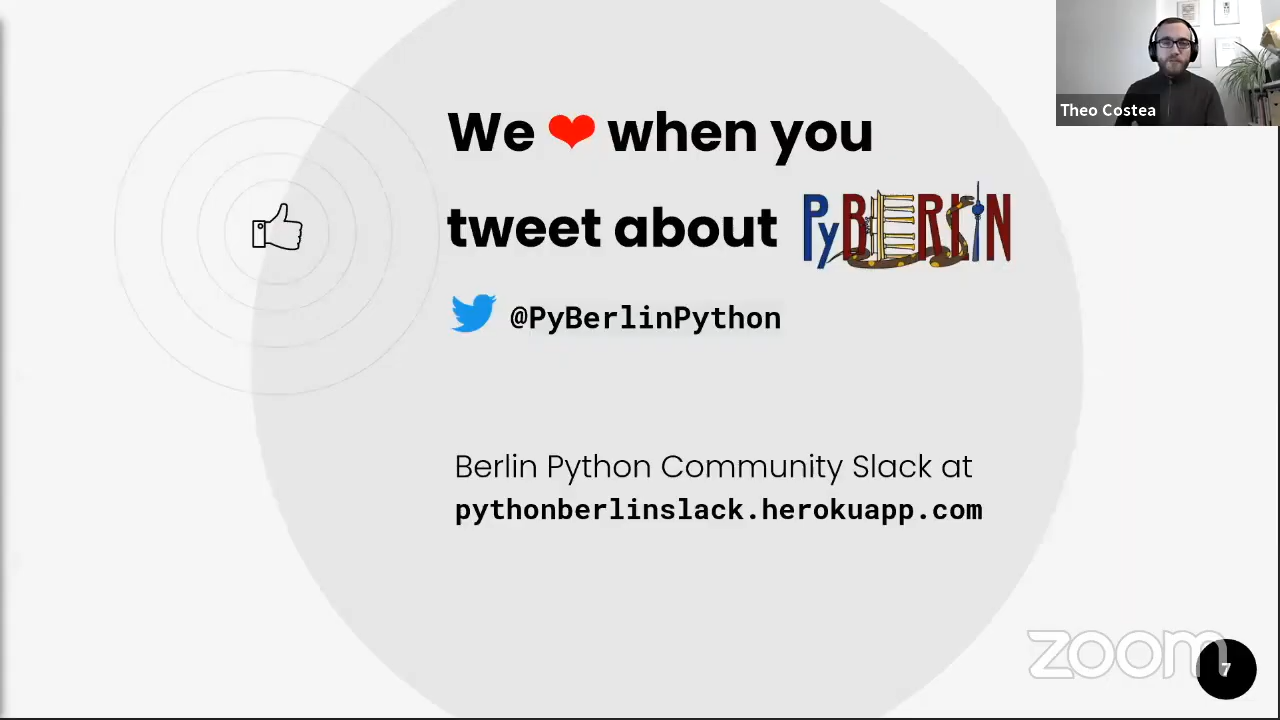 We ❤ when you
tweet about PyBERLIN
@PyBerlinPython
Berlin Python Community Slack at
pythonberlinslack.herokuapp.com
Theo Costea
zoom
7